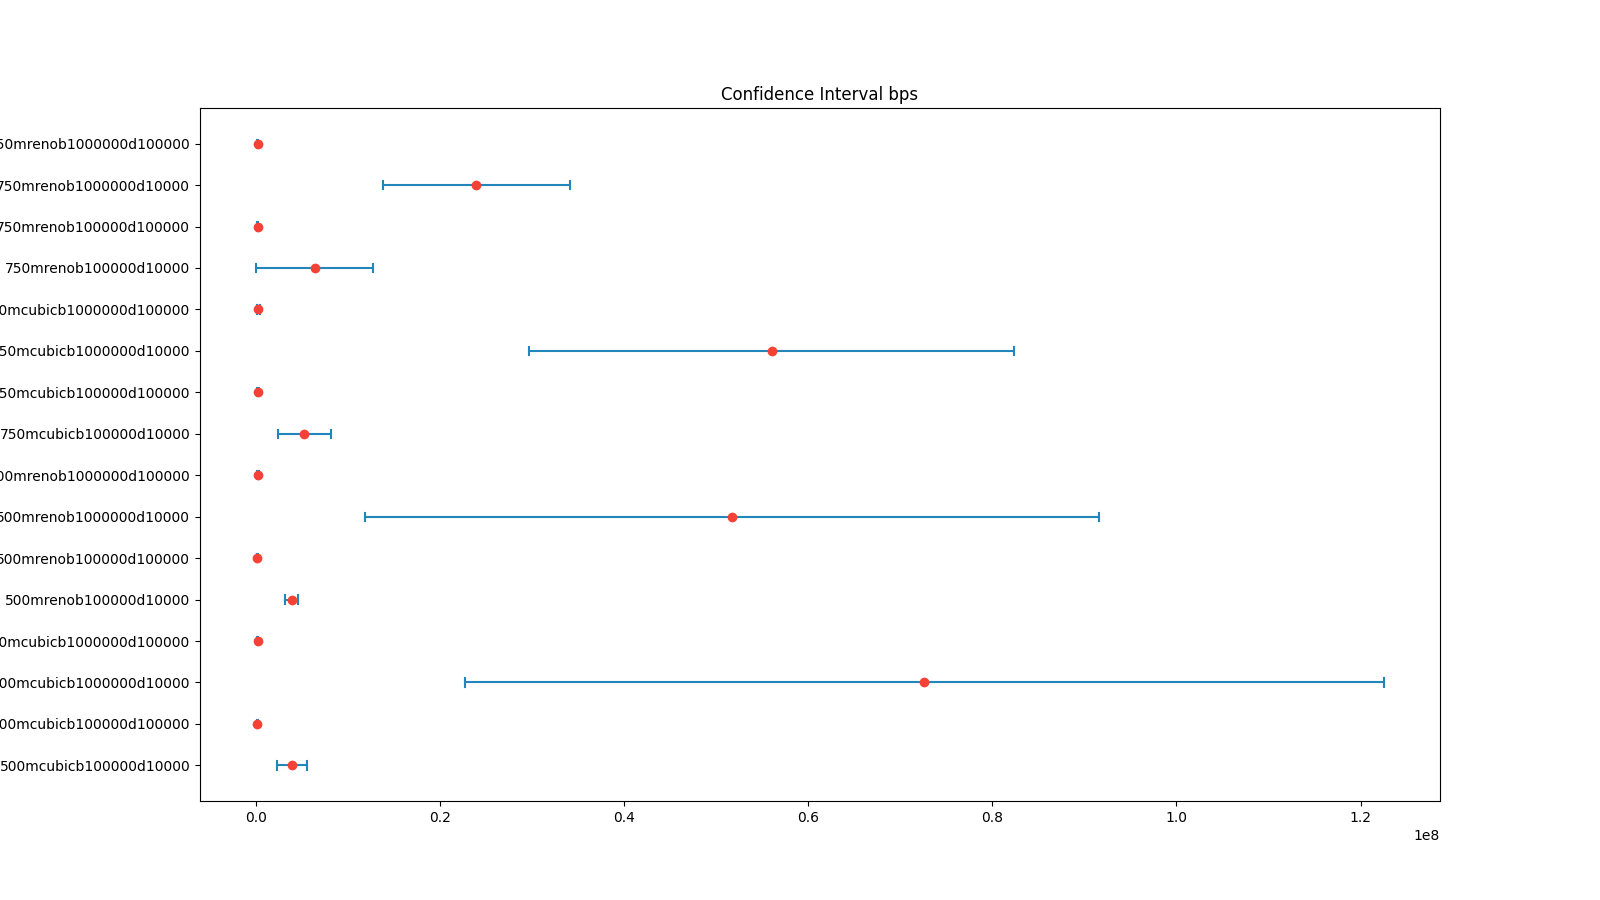 Confidence Interval bps
50mrenob1000000d100000
750mrenob1000000d10000
750mrenob100000d100000
750mrenob100000d10000
0mcubicb1000000d100000
50mcubicb1000000d10000
50mcubicb100000d100000
750mcubicb100000d10000
00mrenob1000000d100000
500mrenob1000000d10000
500mrenob100000d100000
500mrenob100000d10000
0mcubicb1000000d100000
00mcubicb1000000d10000
00mcubicb100000d100000
500mcubicb100000d10000
0.0 0.2 0.4 0.6 0.8 1.0 1.2
1e8